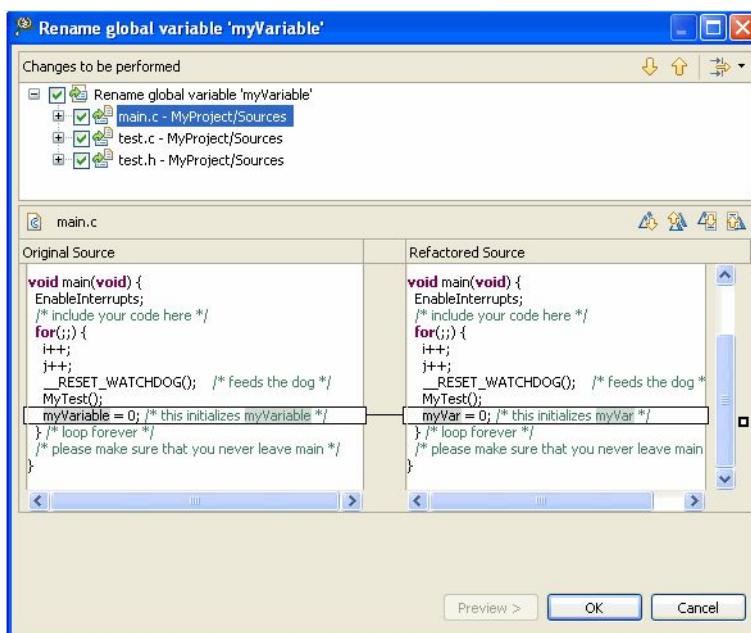 Rename global variable 'myVariable'
Changes to be performed
Rename global variable 'myVariable'
main.c - MyProject/Sources
test.c - MyProject/Sources
test.h - MyProject/Sources
main.c
Original Source
void main(void) {
EnableInterrupts;
/* include your code here */
for(;;) {
i++;
j++;
__RESET_WATCHDOG(); /* feeds the dog */
MyTest();
myVariable = 0; /* this initializes myVariable */
} /* loop forever */
/* please make sure that you never leave main */
}
Refactored Source
void main(void) {
EnableInterrupts;
/* include your code here */
for(;;) {
i++;
j++;
__RESET_WATCHDOG(); /* feeds the dog *
MyTest();
myVar = 0; /* this initializes myVar */
} /* loop forever */
/* please make sure that you never leave main
}
Preview >
OK
Cancel